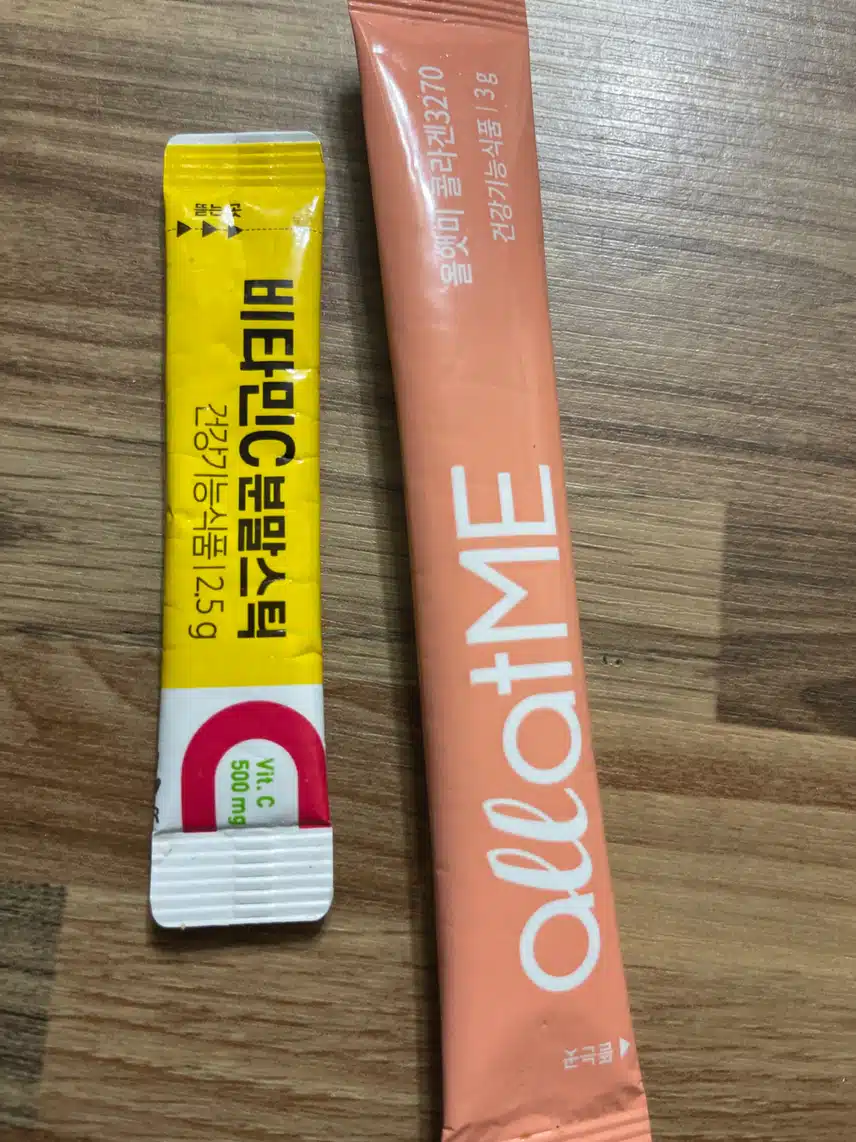 뜯는 곳
비타민C분말스틱
건강기능식품 | 2.5 g
Vit. C
500 mg
올앳미 콜라겐3270
건강기능식품 | 3 g
allatME
뜯는 곳